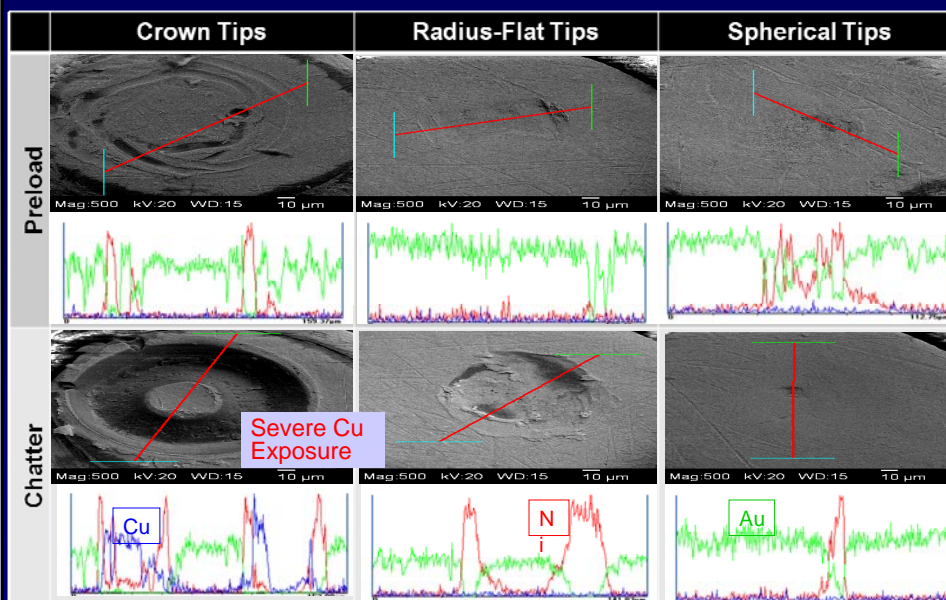 Crown Tips
Radius-Flat Tips
Spherical Tips
Preload
Mag:500 kV:20 WD:15 10 µm
Mag:500 kV:20 WD:15 10 µm
Mag:500 kV:20 WD:15 10 µm
0
0
0
Chatter
Severe Cu
Exposure
Mag:500 kV:20 WD:15 10 µm
Mag:500 kV:20 WD:15 10 µm
Mag:500 kV:20 WD:15 10 µm
Cu
N
i
Au